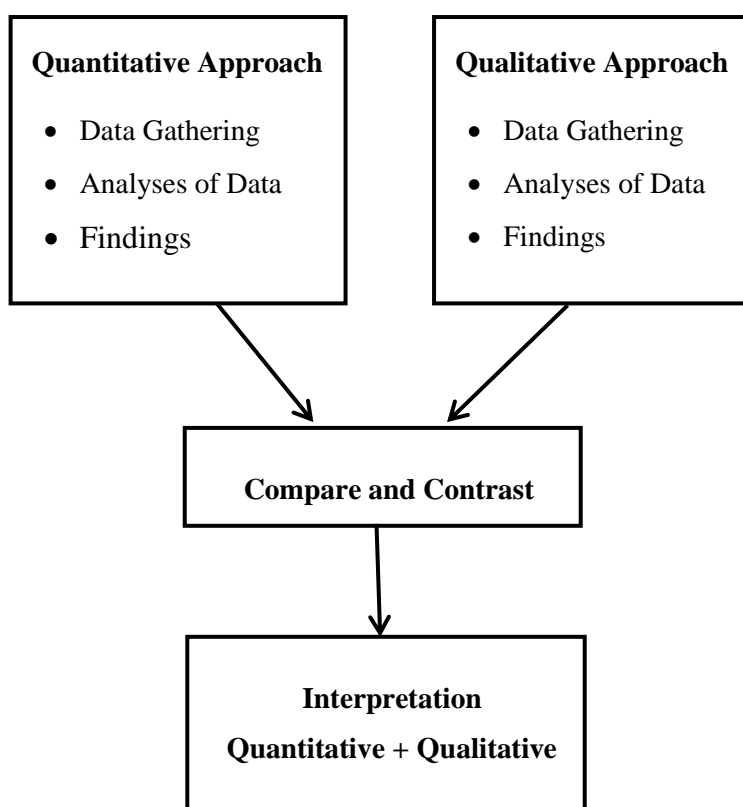 Quantitative Approach
• Data Gathering
• Analyses of Data
• Findings
Qualitative Approach
• Data Gathering
• Analyses of Data
• Findings
Compare and Contrast
Interpretation
Quantitative + Qualitative